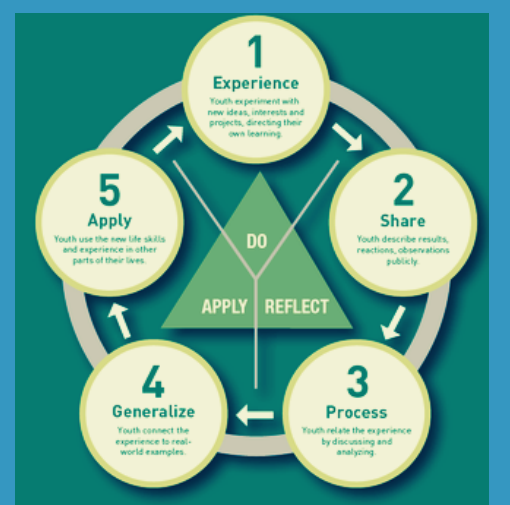 1
Experience
Youth experiment with
new ideas, interests and
projects, directing their
own learning.
2
Share
Youth describe results,
reactions, observations
publicly.
3
Process
Youth relate the experience
by discussing and
analyzing.
4
Generalize
Youth connect the
experience to real-
world examples.
5
Apply
Youth use the new life skills
and experience in other
parts of their lives.
DO
APPLY
REFLECT